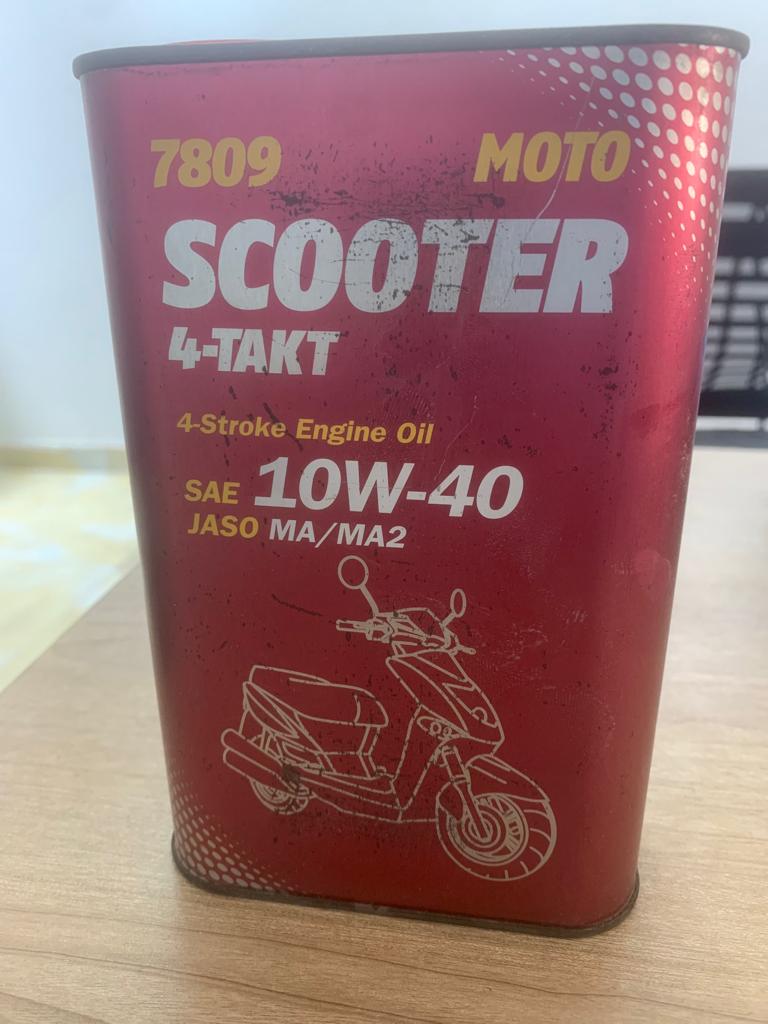 7809 MOTO
SCOOTER
4-TAKT
4-Stroke Engine Oil
SAE 10W-40
JASO MA/MA2